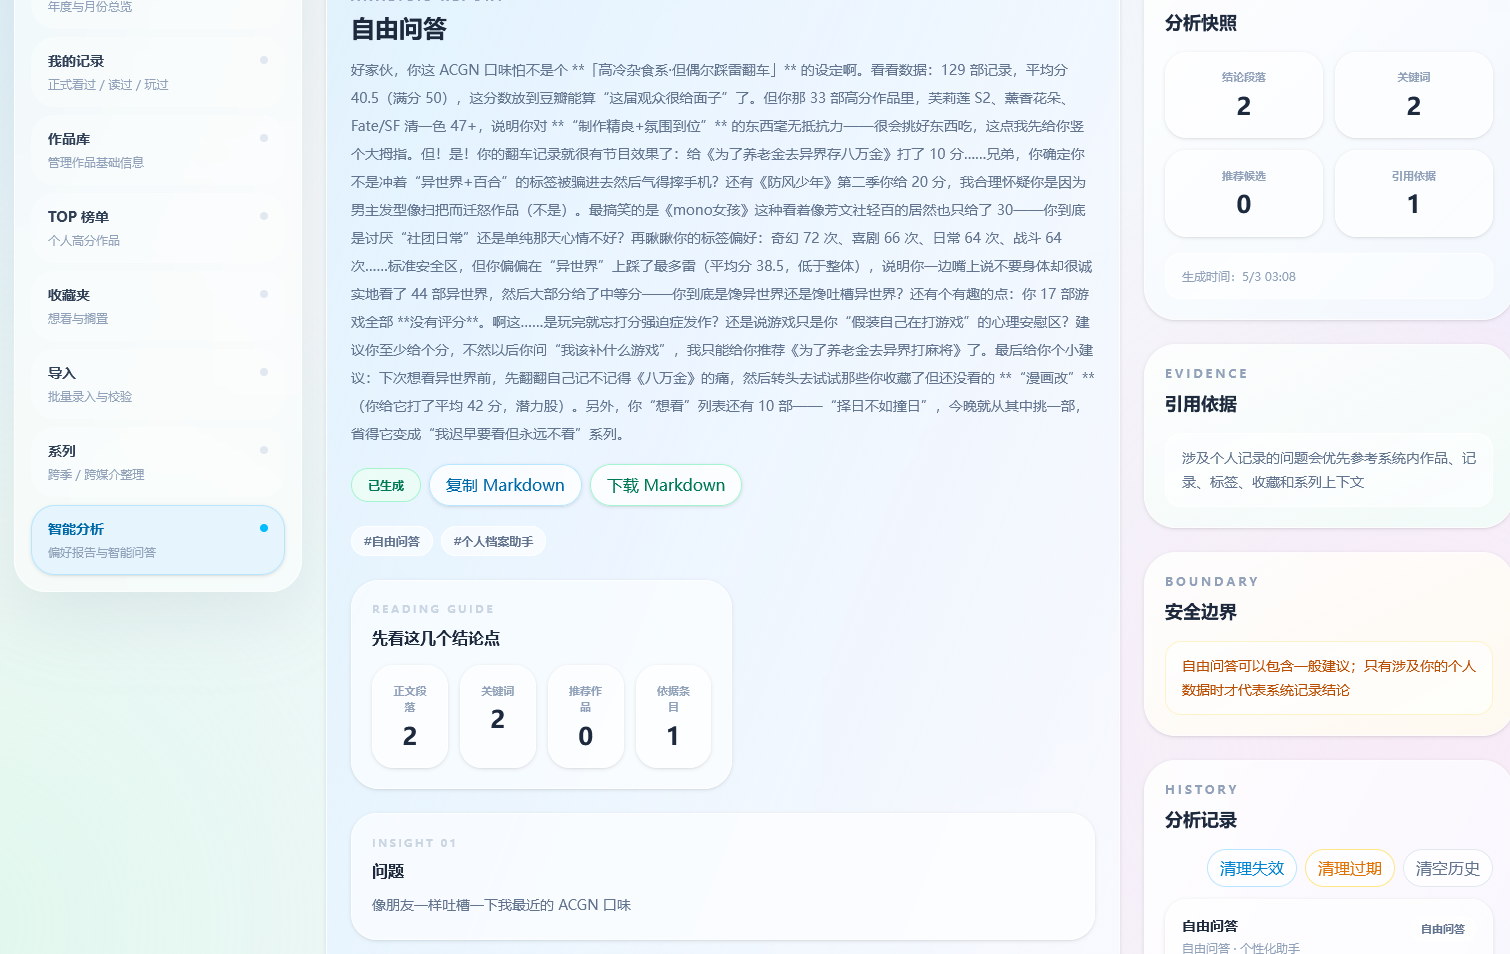 年度与月份总览
我的记录
正式看过 / 读过 / 玩过
作品库
管理作品基础信息
TOP 榜单
个人高分作品
收藏夹
想看与搁置
导入
批量录入与校验
系列
跨季 / 跨媒介整理
智能分析
偏好报告与智能问答
自由问答
好家伙，你这 ACGN 口味怕不是个 **「高冷杂食系·但偶尔踩雷翻车」** 的设定啊。看看数据：129 部记录，平均分
40.5（满分 50），这分数放到豆瓣能算“这届观众很给面子”了。但你那 33 部高分作品里，芙莉莲 S2、薰香花朵、
Fate/SF 清一色 47+，说明你对 **“制作精良+氛围到位”** 的东西毫无抵抗力——很会挑好东西吃，这点我先给你竖
个大拇指。但！是！你的翻车记录就很有节目效果了：给《为了养老金去异界存八万金》打了 10 分……兄弟，你确定你
不是冲着“异世界+百合”的标签被骗进去然后气得摔手机？还有《防风少年》第二季你给 20 分，我合理怀疑你是因为
男主发型像扫把而迁怒作品（不是）。最搞笑的是《mono女孩》这种看着像芳文社轻百的居然也只给了 30——你到底
是讨厌“社团日常”还是单纯那天心情不好？再瞅瞅你的标签偏好：奇幻 72 次、喜剧 66 次、日常 64 次、战斗 64
次……标准安全区，但你偏偏在“异世界”上踩了最多雷（平均分 38.5，低于整体），说明你一边嘴上说不要身体却很诚
实地看了 44 部异世界，然后大部分给了中等分——你到底是馋异世界还是馋吐槽异世界？还有个有趣的点：你 17 部游
戏全部 **没有评分**。啊这……是玩完就忘打分强迫症发作？还是说游戏只是你“假装自己在打游戏”的心理安慰区？建
议你至少给个分，不然以后你问“我该补什么游戏”，我只能给你推荐《为了养老金去异界打麻将》了。最后给你个小建
议：下次想看异世界前，先翻翻自己记不记得《八万金》的痛，然后转头去试试那些你收藏了但还没看的 **“漫画改”**
（你给它打了平均 42 分，潜力股）。另外，你“想看”列表还有 10 部——“择日不如撞日”，今晚就从其中挑一部，
省得它变成“我迟早要看但永远不看”系列。
已生成
复制 Markdown
下载 Markdown
#自由问答
#个人档案助手
READING GUIDE
先看这几个结论点
正文段
落
2
关键词
2
推荐作
品
0
依据条
目
1
INSIGHT 01
问题
像朋友一样吐槽一下我最近的 ACGN 口味
分析快照
结论段落
2
关键词
2
推荐候选
0
引用依据
1
生成时间：5/3 03:08
EVIDENCE
引用依据
涉及个人记录的问题会优先参考系统内作品、记
录、标签、收藏和系列上下文
BOUNDARY
安全边界
自由问答可以包含一般建议；只有涉及你的个人
数据时才代表系统记录结论
HISTORY
分析记录
清理失效
清理过期
清空历史
自由问答
自由问答
自由问答 · 个性化助手